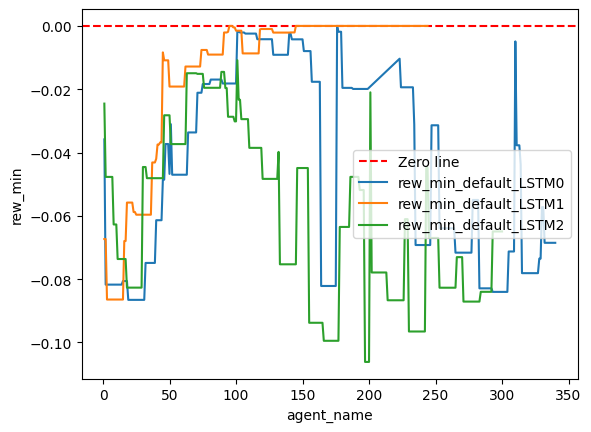 0.00
−0.02
−0.04
−0.06
−0.08
−0.10
rew_min
Zero line
rew_min_default_LSTM0
rew_min_default_LSTM1
rew_min_default_LSTM2
0 50 100 150 200 250 300 350
agent_name